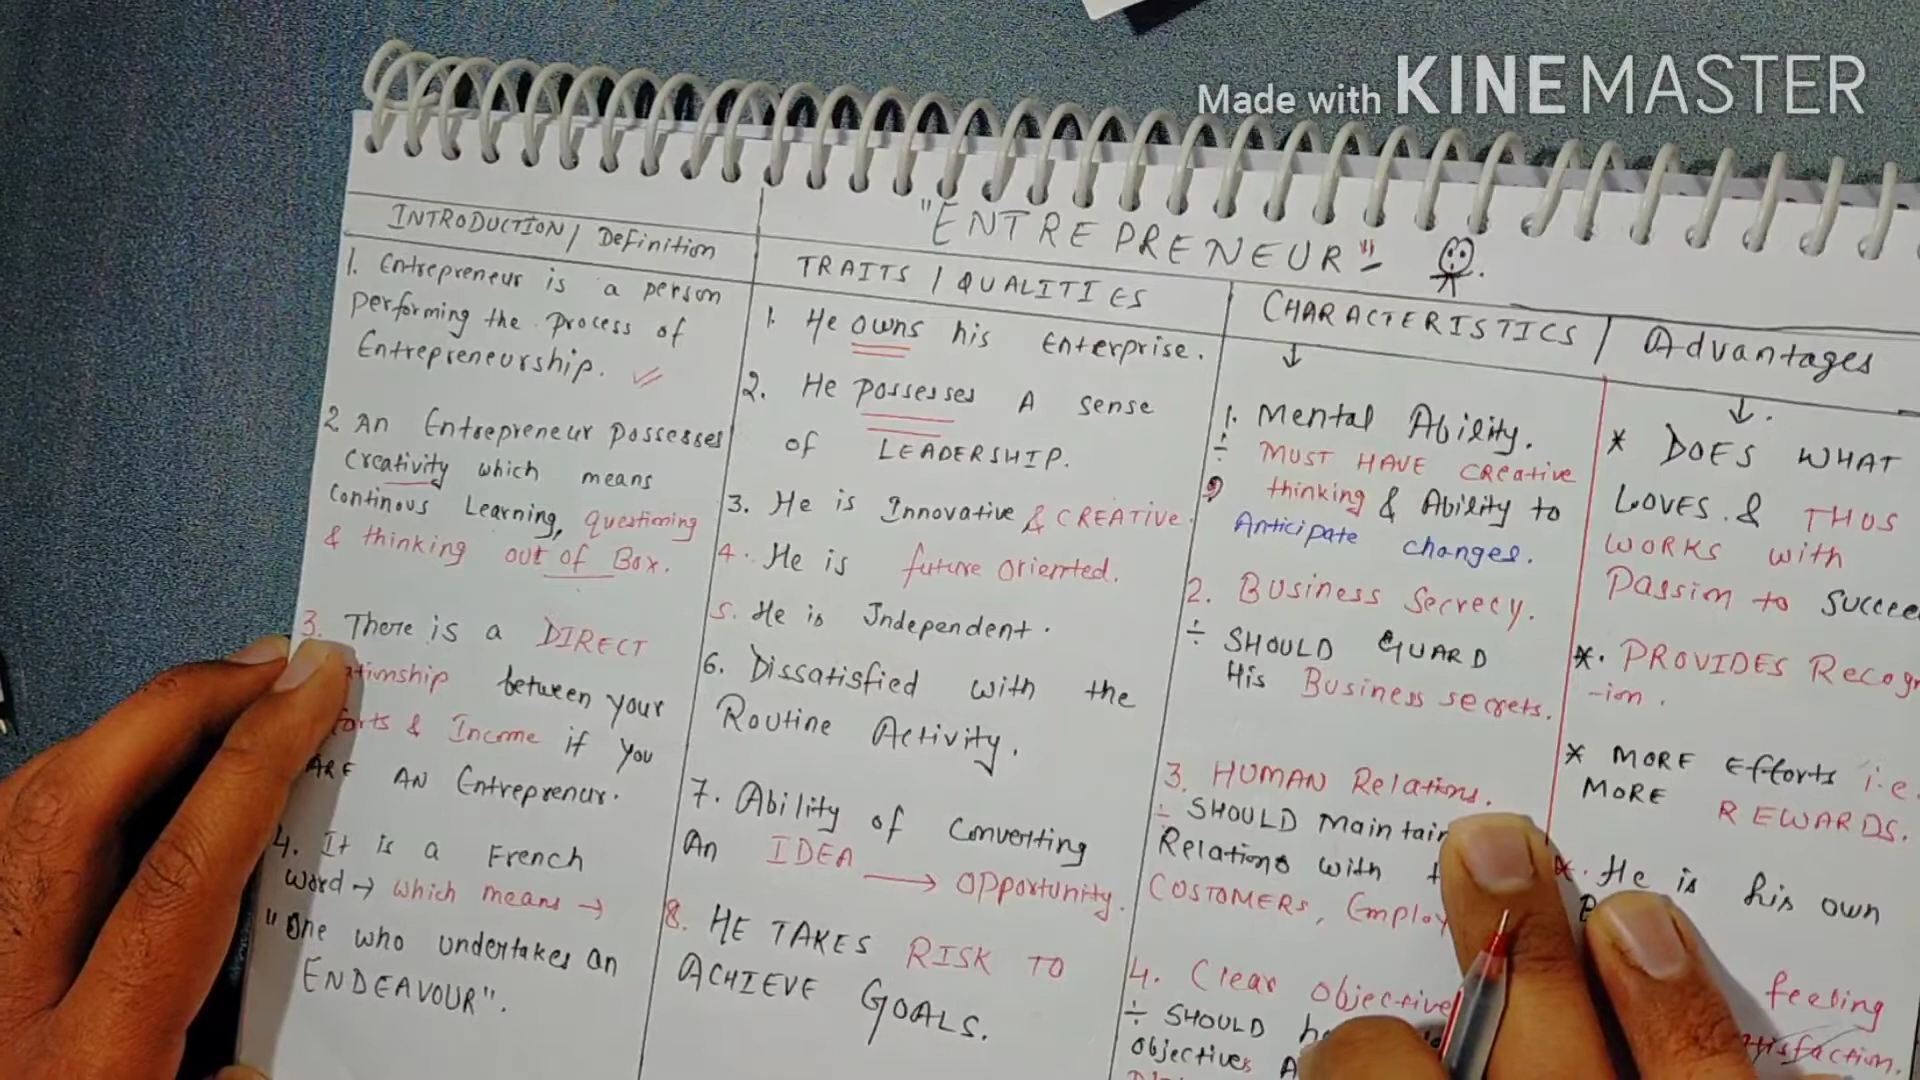 Made with KINEMASTER
"ENTREPRENEUR"
INTRODUCTION / Definition
1. Entrepreneur is a person
performing the process of
Entrepreneurship.
2 An Entrepreneur possesses
creativity which means
continous Learning, questioning
& thinking out of Box.
3. There is a DIRECT
between your
& Income if you
ARE AN Entreprenur.
4. It is a French
word → which means →
"One who undertakes an
ENDEAVOUR".
TRAITS / QUALITIES
1. He owns his Enterprise.
2. He possesses A sense
of LEADERSHIP.
3. He is Innovative & CREATIVE.
4. He is future oriented.
5. He is Independent.
6. Dissatisfied with the
Routine Activity.
7. Ability of converting
An IDEA → opportunity.
8. HE TAKES RISK TO
ACHIEVE GOALS.
CHARACTERISTICS / Advantages
1. Mental Ability.
÷ MUST HAVE Creative
thinking & Ability to
Anticipate changes.
2. Business Secrecy.
÷ SHOULD GUARD
His Business secrets.
3. HUMAN Relations.
÷ SHOULD Maintain
Relations with
CUSTOMERS,
4. Clear objective
÷ SHOULD
objectives
* DOES WHAT
LOVES & THUS
WORKS with
Passion to
*. PROVIDES Recogn
-ion.
* MORE Efforts i.e.
MORE REWARDS.
*. He is his own
feeling